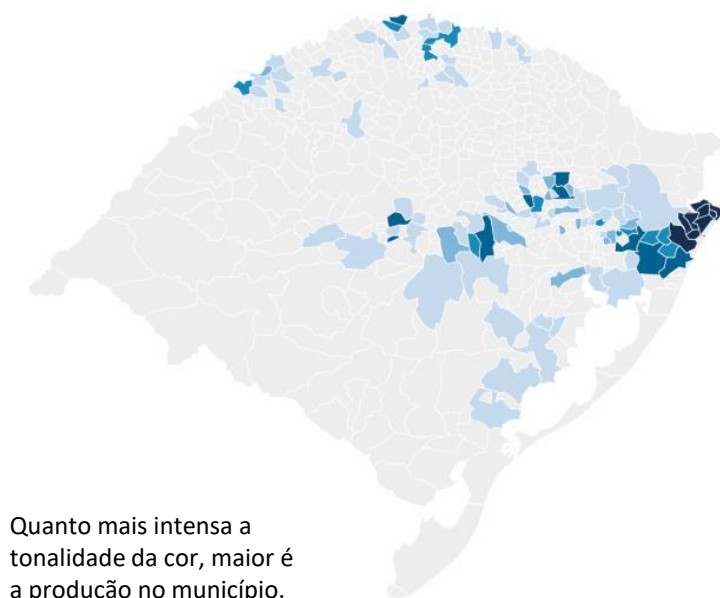 Quanto mais intensa a
tonalidade da cor, maior é
a produção no município.